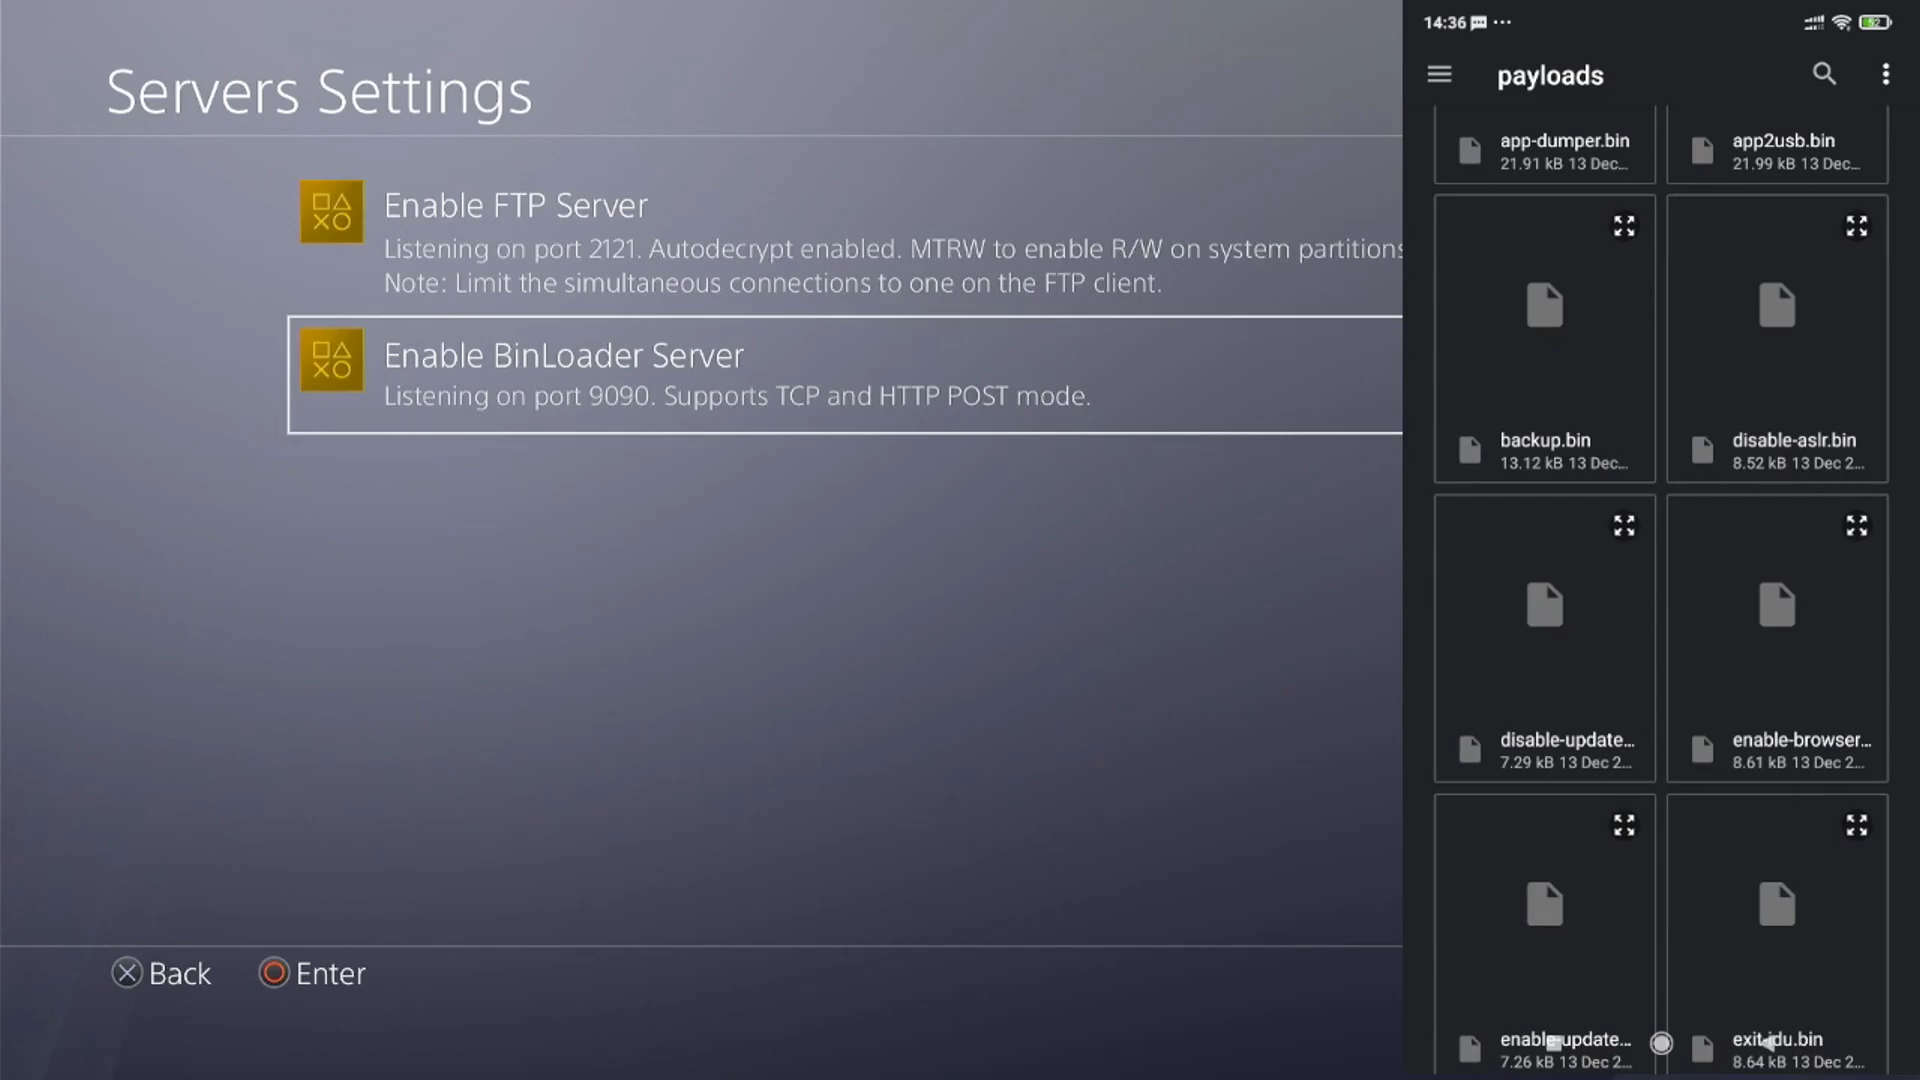 Servers Settings
Enable FTP Server
Listening on port 2121. Autodecrypt enabled. MTRW to enable R/W on system partitions
Note: Limit the simultaneous connections to one on the FTP client.
Enable BinLoader Server
Listening on port 9090. Supports TCP and HTTP POST mode.
Back
Enter
14:36
payloads
app-dumper.bin
21.91 kB 13 Dec...
app2usb.bin
21.99 kB 13 Dec...
backup.bin
13.12 kB 13 Dec...
disable-aslr.bin
8.52 kB 13 Dec 2...
disable-update...
7.29 kB 13 Dec 2...
enable-browser...
8.61 kB 13 Dec 2...
enable-update...
7.26 kB 13 Dec 2...
exit-idu.bin
8.64 kB 13 Dec 2...